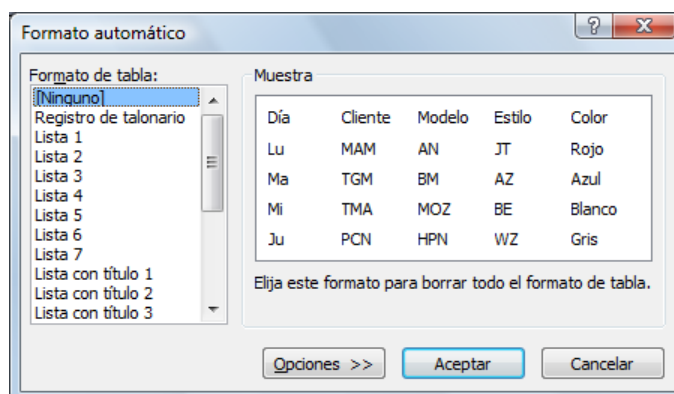 Formato automático
Formato de tabla:
[Ninguno]
Registro de talonario
Lista 1
Lista 2
Lista 3
Lista 4
Lista 5
Lista 6
Lista 7
Lista con título 1
Lista con título 2
Lista con título 3
Muestra
Día Cliente Modelo Estilo Color
Lu MAM AN JT Rojo
Ma TGM BM AZ Azul
Mi TMA MOZ BE Blanco
Ju PCN HPN WZ Gris
Elija este formato para borrar todo el formato de tabla.
Opciones >> Aceptar Cancelar